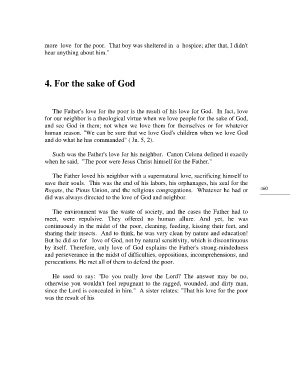 more love for the poor. That boy was sheltered in a hospice; after that, I didn't
hear anything about him."
4. For the sake of God
The Father's love for the poor is the result of his love for God. In fact, love
for our neighbor is a theological virtue when we love people for the sake of God,
and see God in them; not when we love them for themselves or for whatever
human reason. "We can be sure that we love God's children when we love God
and do what he has commanded" ( Jn. 5, 2).
Such was the Father's love for his neighbor. Canon Celona defined it exactly
when he said. "The poor were Jesus Christ himself for the Father."
The Father loved his neighbor with a supernatural love, sacrificing himself to
save their souls. This was the end of his labors, his orphanages, his zeal for the
Rogate, the Pious Union, and the religious congregations. Whatever he had or
did was always directed to the love of God and neighbor.
460
The environment was the waste of society, and the cases the Father had to
meet, were repulsive. They offered no human allure. And yet, he was
continuously in the midst of the poor, cleaning, feeding, kissing their feet, and
sharing their insects. And to think, he was very clean by nature and education!
But he did so for love of God, not by natural sensitivity, which is discontinuous
by itself. Therefore, only love of God explains the Father's strong-mindedness
and perseverance in the midst of difficulties, oppositions, incomprehensions, and
persecutions. He met all of them to defend the poor.
He used to say: "Do you really love the Lord? The answer may be no,
otherwise you wouldn't feel repugnant to the ragged, wounded, and dirty man,
since the Lord is concealed in him." A sister relates: "That his love for the poor
was the result of his